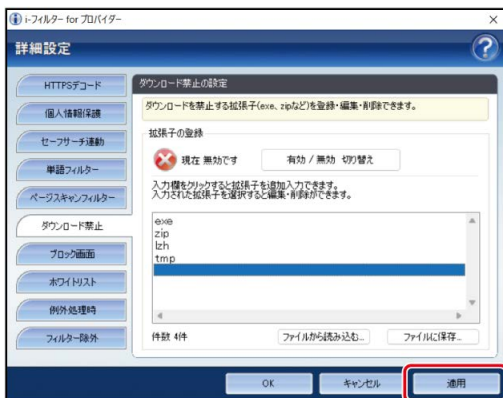 i-フィルター for プロバイダー
詳細設定
HTTPSデコード
個人情報保護
セーフサーチ連動
単語フィルター
ページスキャンフィルター
ダウンロード禁止
ブロック画面
ホワイトリスト
例外処理時
フィルター除外
ダウンロード禁止の設定
ダウンロードを禁止する拡張子(exe、zipなど)を登録・編集・削除できます。
拡張子の登録
現在 無効です
有効 / 無効 切り替え
入力欄をクリックすると拡張子を追加入力できます。
入力された拡張子を選択すると編集・削除ができます。
exe
zip
lzh
tmp
件数 4件
ファイルから読み込む...
ファイルに保存...
OK
キャンセル
適用